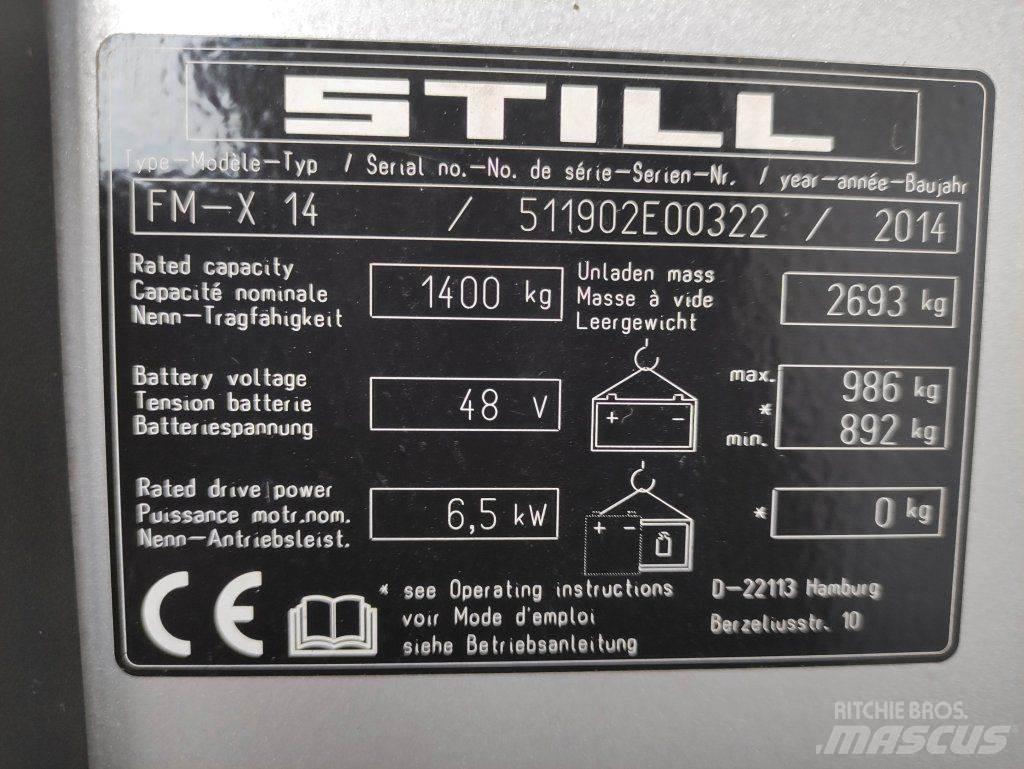 STILL
Type-Modèle-Typ / Serial no.-No. de série-Serien-Nr. / year-année-Baujahr
FM-X 14 / 511902E00322 / 2014
Rated capacity
Capacité nominale
Nenn-Tragfähigkeit
1400 kg
Unladen mass
Masse à vide
Leergewicht
2693 kg
Battery voltage
Tension batterie
Batteriespannung
48 V
+ -
max. 986 kg
*
min. 892 kg
Rated drive power
Puissance motr.nom.
Nenn-Antriebsleist.
6,5 kW
+ -
* 0 kg
CE
* see Operating instructions
voir Mode d'emploi
siehe Betriebsanleitung
D-22113 Hamburg
Berzeliusstr. 10
RITCHIE BROS.
MASCUS